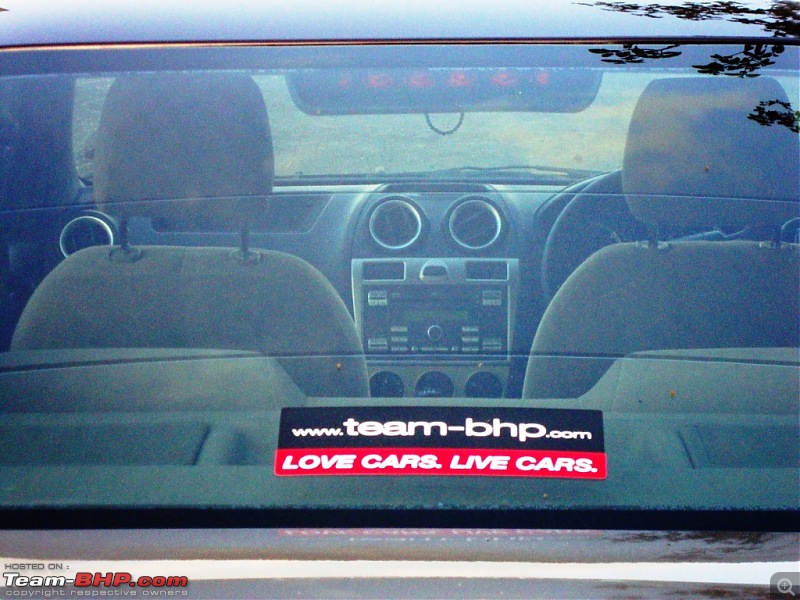 www.team-bhp.com
LOVE CARS. LIVE CARS.
HOSTED ON :
Team-BHP.com
copyright respective owners